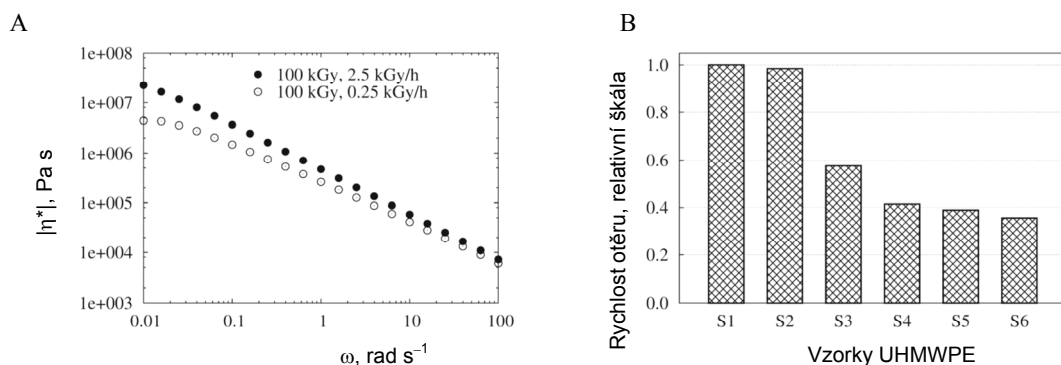 A
1e+008
1e+007
1e+006
1e+005
1e+004
1e+003
|η*|, Pa s
100 kGy, 2.5 kGy/h
100 kGy, 0.25 kGy/h
0.01 0.1 1 10 100
ω, rad s⁻¹
B
Rychlost otěru, relativní škála
1.0
0.8
0.6
0.4
0.2
0.0
S1 S2 S3 S4 S5 S6
Vzorky UHMWPE